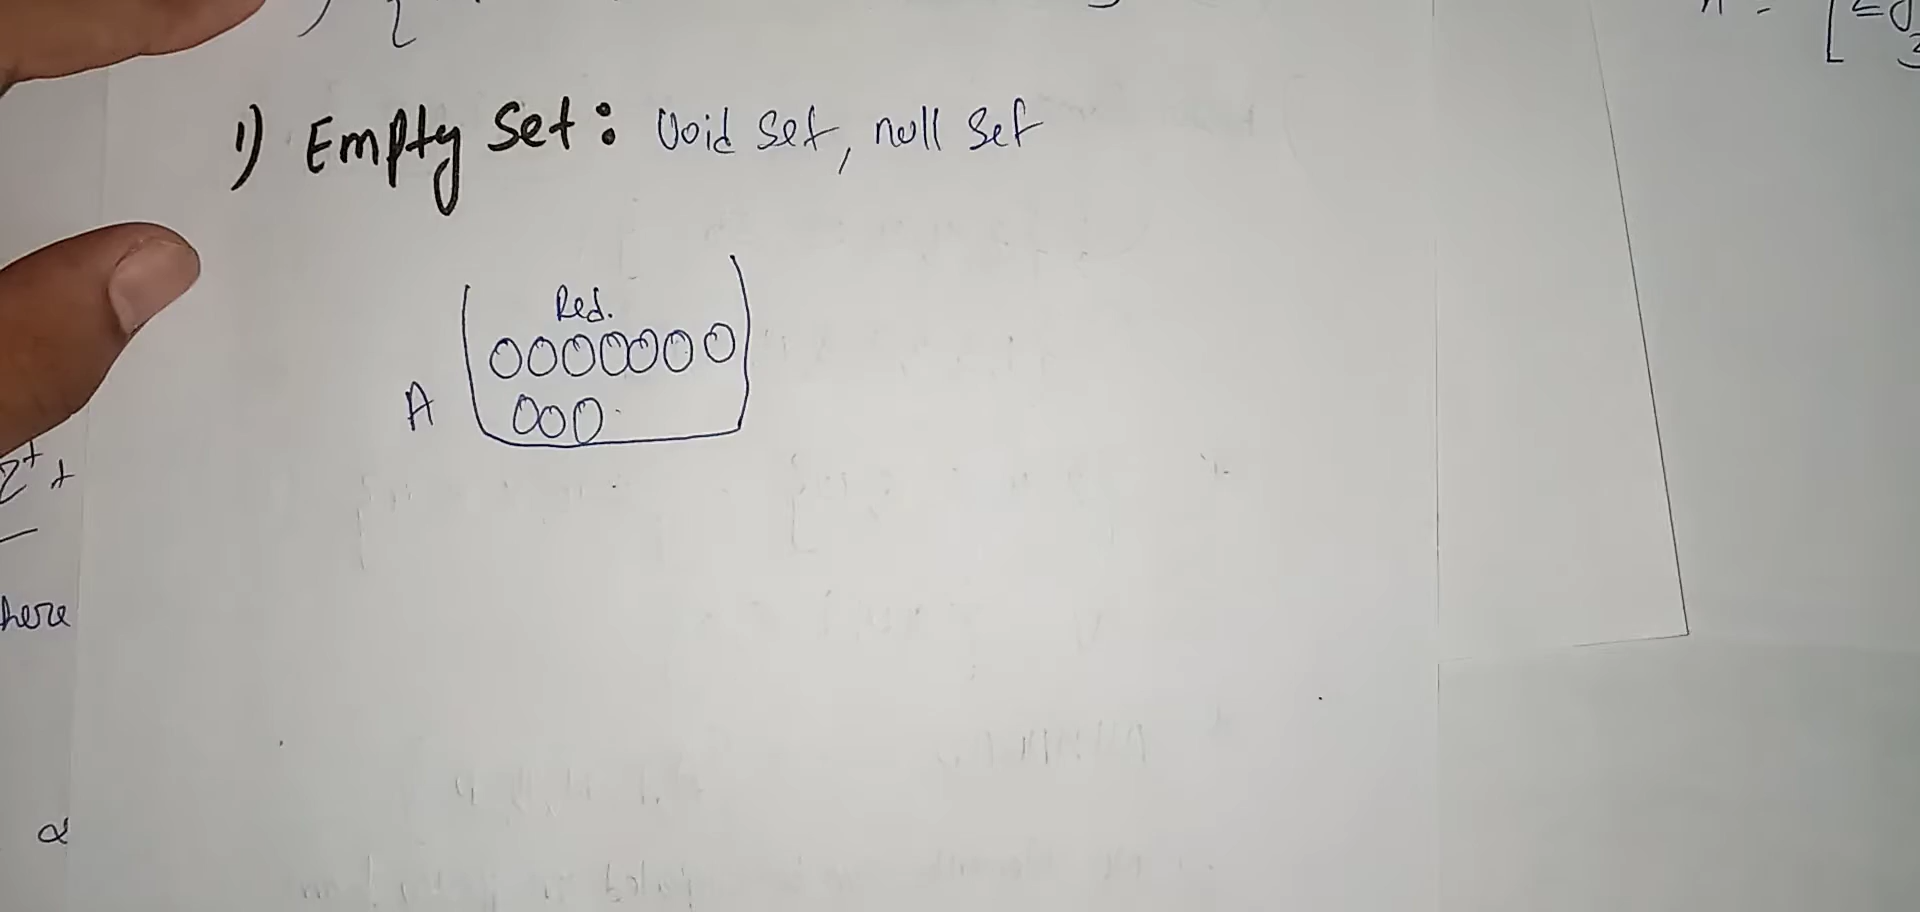 1) Empty Set: Void Set, null Set
Red.
A
Z+
here